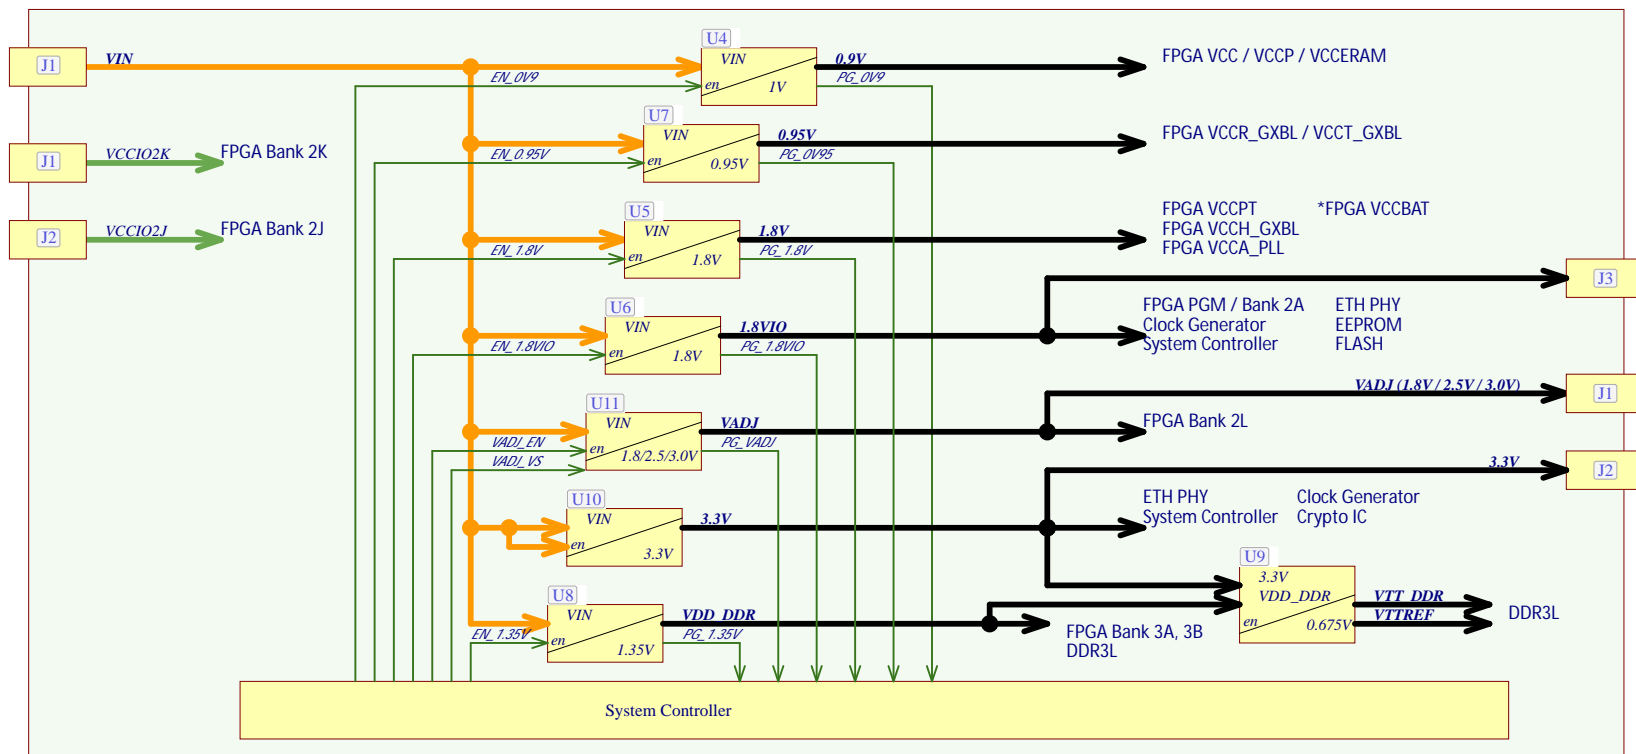 U4
J1 VIN VIN 0.9V FPGA VCC / VCCP / VCCERAM
EN_0V9 en 1V PG_0V9
U7
J1 VCCIO2K FPGA Bank 2K VIN 0.95V FPGA VCCR_GXBL / VCCT_GXBL
EN_0.95V en 0.95V PG_0V95
U5
J2 VCCIO2J FPGA Bank 2J VIN 1.8V FPGA VCCPT *FPGA VCCBAT
FPGA VCCH_GXBL
EN_1.8V en 1.8V PG_1.8V FPGA VCCA_PLL
J3
U6
VIN 1.8VIO FPGA PGM / Bank 2A ETH PHY
Clock Generator EEPROM
EN_1.8VIO en 1.8V PG_1.8VIO System Controller FLASH
VADJ (1.8V / 2.5V / 3.0V) J1
U11
VIN VADJ FPGA Bank 2L
VADJ_EN en PG_VADJ
VADJ_VS 1.8/2.5/3.0V
3.3V J2
U10
VIN 3.3V ETH PHY Clock Generator
System Controller Crypto IC
en 3.3V
U9
3.3V
VDD_DDR VTT_DDR
en 0.675V VTTREF DDR3L
U8
VIN VDD_DDR
EN_1.35V en 1.35V PG_1.35V FPGA Bank 3A, 3B
DDR3L
System Controller